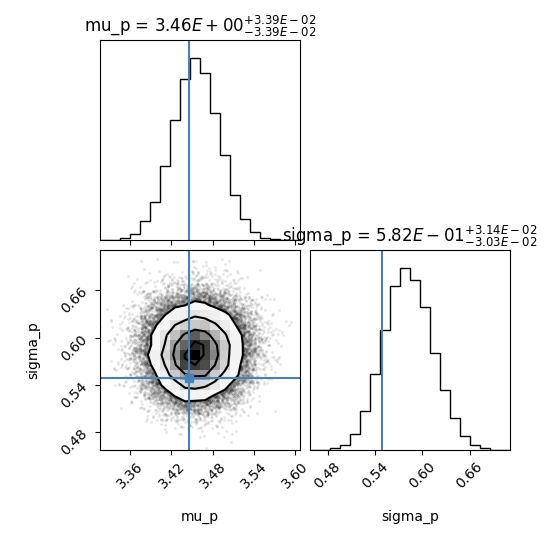 mu_p = 3.46E + 00+3.39E − 02 −3.39E − 02
sigma_p = 5.82E − 01+3.14E − 02 −3.03E − 02
0.66
0.60
0.54
0.48
sigma_p
3.36 3.42 3.48 3.54 3.60
0.48 0.54 0.60 0.66
mu_p
sigma_p